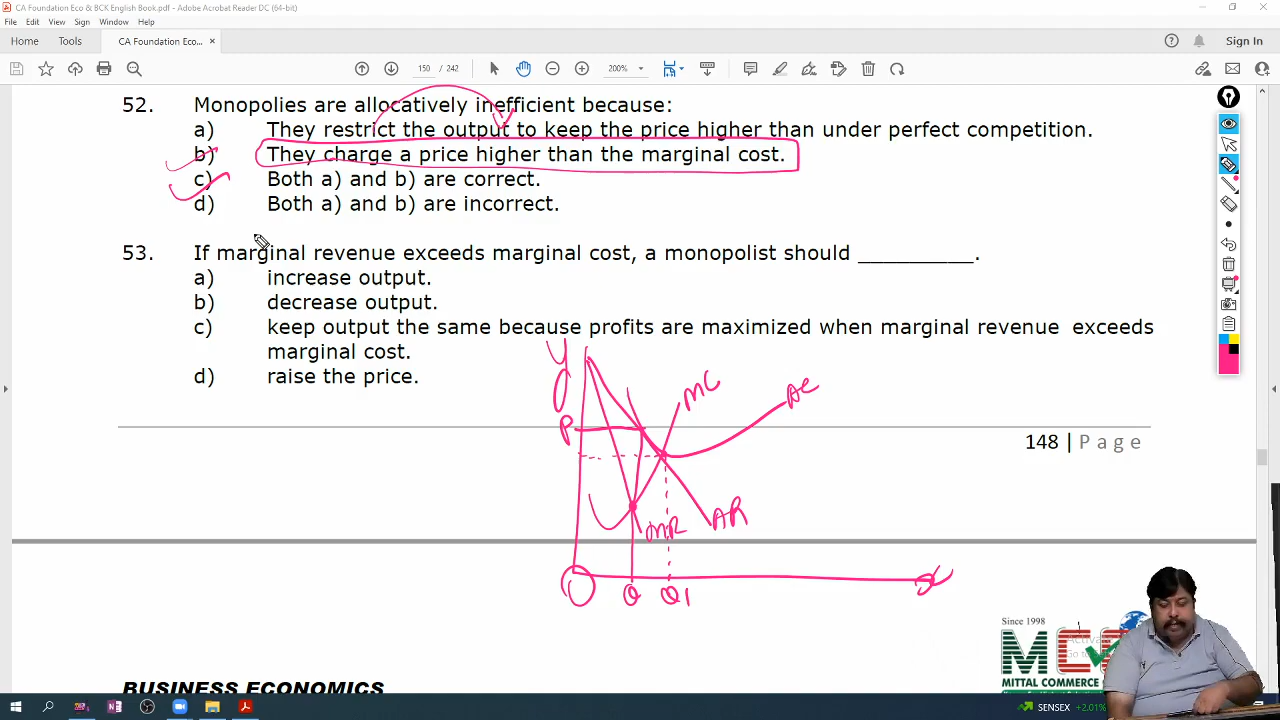 CA Foundation Eco & BCK English Book.pdf - Adobe Acrobat Reader DC (64-bit)
File Edit View Sign Window Help
Home Tools CA Foundation Eco... × Sign In
150 / 242 200%
52. Monopolies are allocatively inefficient because:
a) They restrict the output to keep the price higher than under perfect competition.
b) They charge a price higher than the marginal cost.
c) Both a) and b) are correct.
d) Both a) and b) are incorrect.
53. If marginal revenue exceeds marginal cost, a monopolist should __________.
a) increase output.
b) decrease output.
c) keep output the same because profits are maximized when marginal revenue exceeds
marginal cost.
d) raise the price.
Y
MC
AC
P
148 | Page
AR
MR
O
Q Q1
X
Since 1998
MITTAL COMMERCE
BUSINESS ECONOMICS
SENSEX +2.01%